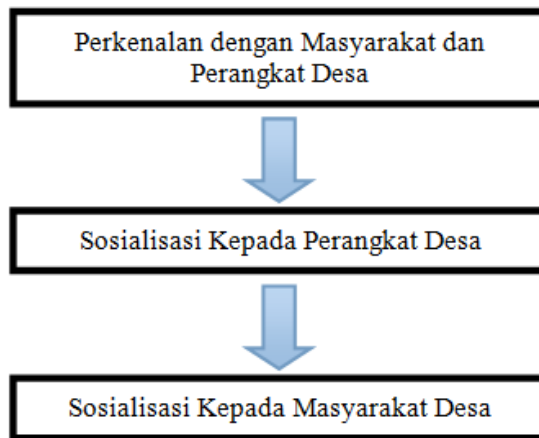 Perkenalan dengan Masyarakat dan
Perangkat Desa
Sosialisasi Kepada Perangkat Desa
Sosialisasi Kepada Masyarakat Desa